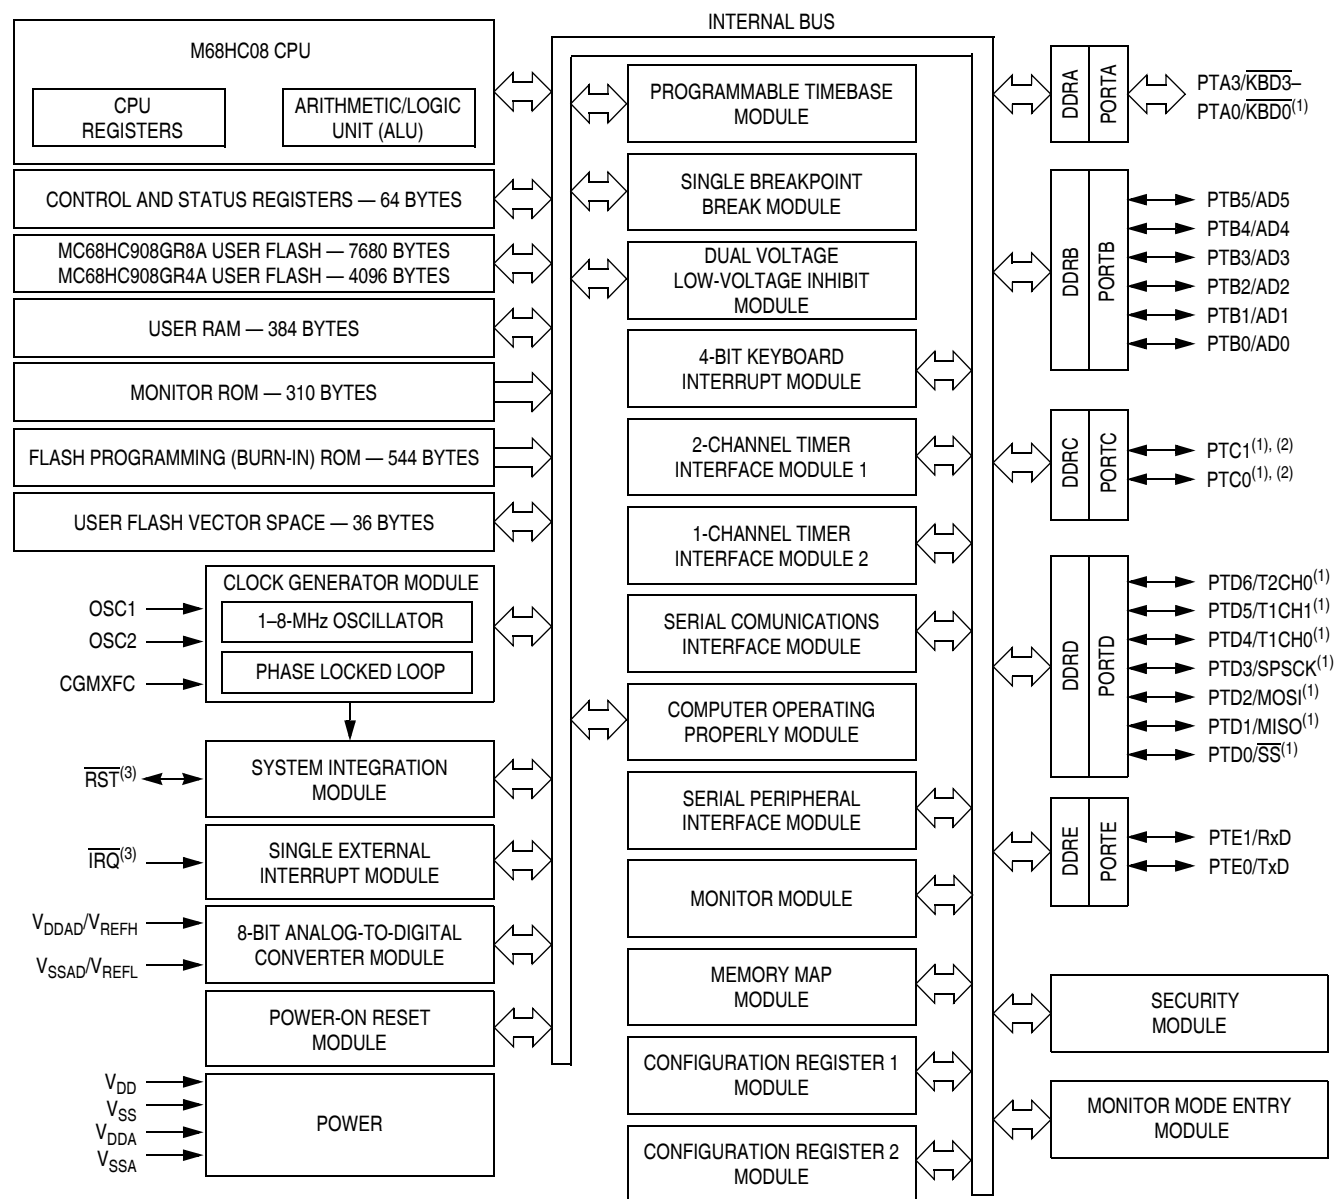 INTERNAL BUS
M68HC08 CPU
CPU
REGISTERS
ARITHMETIC/LOGIC
UNIT (ALU)
CONTROL AND STATUS REGISTERS — 64 BYTES
MC68HC908GR8A USER FLASH — 7680 BYTES
MC68HC908GR4A USER FLASH — 4096 BYTES
USER RAM — 384 BYTES
MONITOR ROM — 310 BYTES
FLASH PROGRAMMING (BURN-IN) ROM — 544 BYTES
USER FLASH VECTOR SPACE — 36 BYTES
CLOCK GENERATOR MODULE
1–8-MHz OSCILLATOR
PHASE LOCKED LOOP
OSC1
OSC2
CGMXFC
SYSTEM INTEGRATION
MODULE
RST(3)
SINGLE EXTERNAL
INTERRUPT MODULE
IRQ(3)
8-BIT ANALOG-TO-DIGITAL
CONVERTER MODULE
VDDAD/VREFH
VSSAD/VREFL
POWER-ON RESET
MODULE
POWER
VDD
VSS
VDDA
VSSA
PROGRAMMABLE TIMEBASE
MODULE
SINGLE BREAKPOINT
BREAK MODULE
DUAL VOLTAGE
LOW-VOLTAGE INHIBIT
MODULE
4-BIT KEYBOARD
INTERRUPT MODULE
2-CHANNEL TIMER
INTERFACE MODULE 1
1-CHANNEL TIMER
INTERFACE MODULE 2
SERIAL COMUNICATIONS
INTERFACE MODULE
COMPUTER OPERATING
PROPERLY MODULE
SERIAL PERIPHERAL
INTERFACE MODULE
MONITOR MODULE
MEMORY MAP
MODULE
CONFIGURATION REGISTER 1
MODULE
CONFIGURATION REGISTER 2
MODULE
DDRA
PORTA
PTA3/KBD3–
PTA0/KBD0(1)
DDRB
PORTB
PTB5/AD5
PTB4/AD4
PTB3/AD3
PTB2/AD2
PTB1/AD1
PTB0/AD0
DDRC
PORTC
PTC1(1), (2)
PTC0(1), (2)
DDRD
PORTD
PTD6/T2CH0(1)
PTD5/T1CH1(1)
PTD4/T1CH0(1)
PTD3/SPSCK(1)
PTD2/MOSI(1)
PTD1/MISO(1)
PTD0/SS(1)
DDRE
PORTE
PTE1/RxD
PTE0/TxD
SECURITY
MODULE
MONITOR MODE ENTRY
MODULE